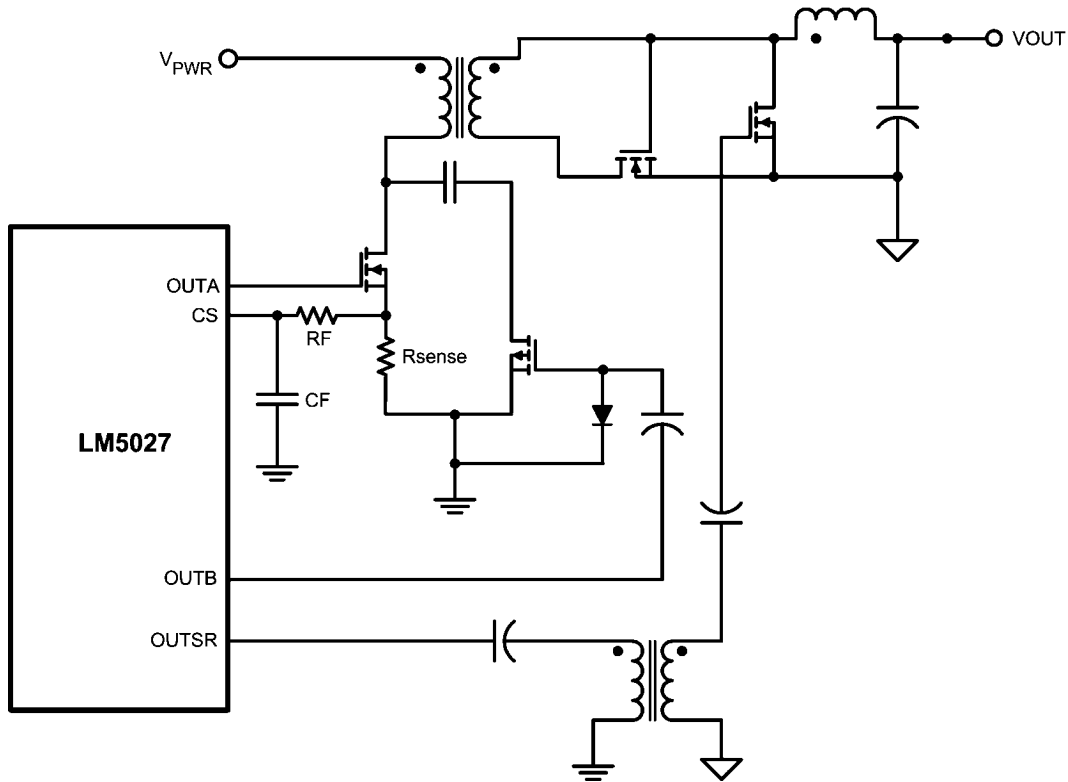 VPWR
VOUT
OUTA
CS
RF
Rsense
CF
LM5027
OUTB
OUTSR